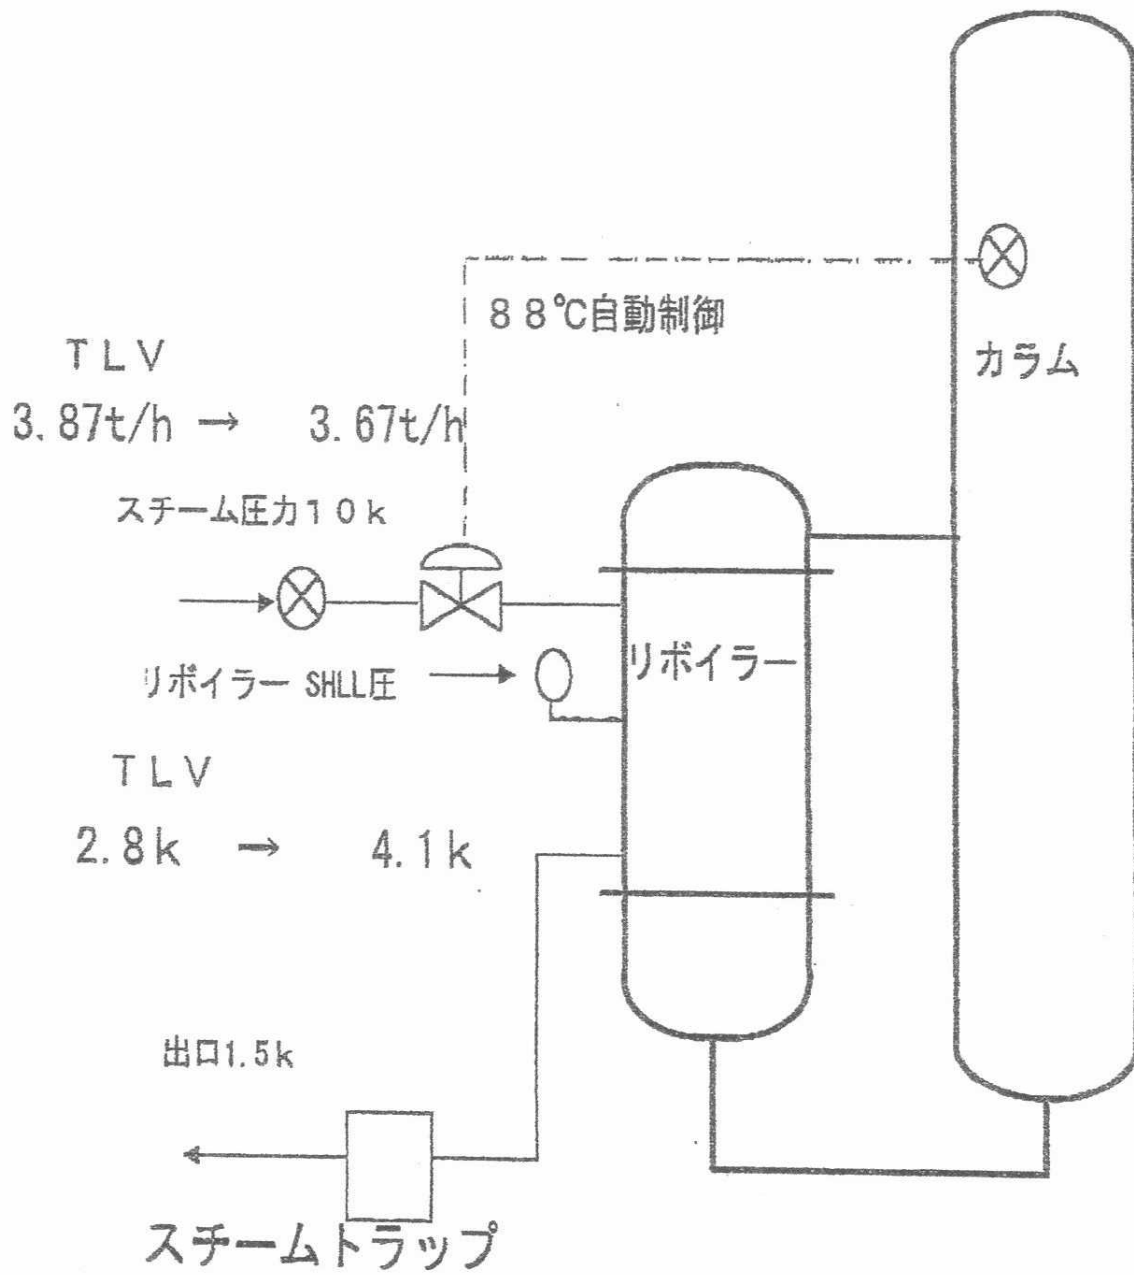 88℃自動制御
カラム
TLV
3.87t/h → 3.67t/h
スチーム圧力10k
リボイラー
リボイラー SHLL圧
TLV
2.8k → 4.1k
出口1.5k
スチームトラップ